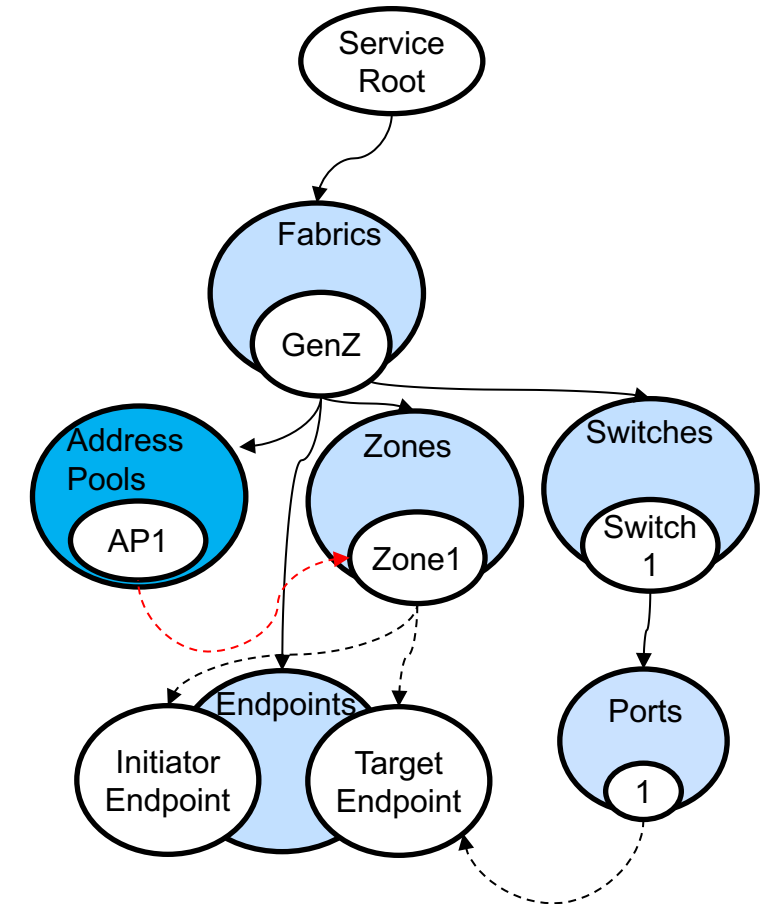 Service
Root
Fabrics
GenZ
Address
Pools
AP1
Zones
Zone1
Switches
Switch
1
Endpoints
Initiator
Endpoint
Target
Endpoint
Ports
1